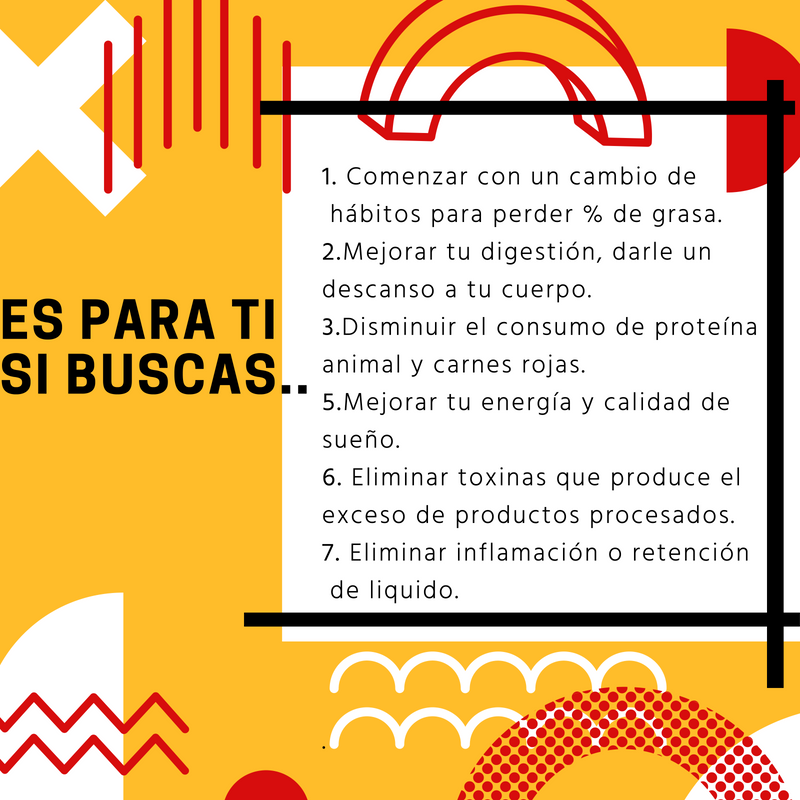 ES PARA TI
SI BUSCAS..
1. Comenzar con un cambio de
hábitos para perder % de grasa.
2.Mejorar tu digestión, darle un
descanso a tu cuerpo.
3.Disminuir el consumo de proteína
animal y carnes rojas.
5.Mejorar tu energía y calidad de
sueño.
6. Eliminar toxinas que produce el
exceso de productos procesados.
7. Eliminar inflamación o retención
de liquido.
.